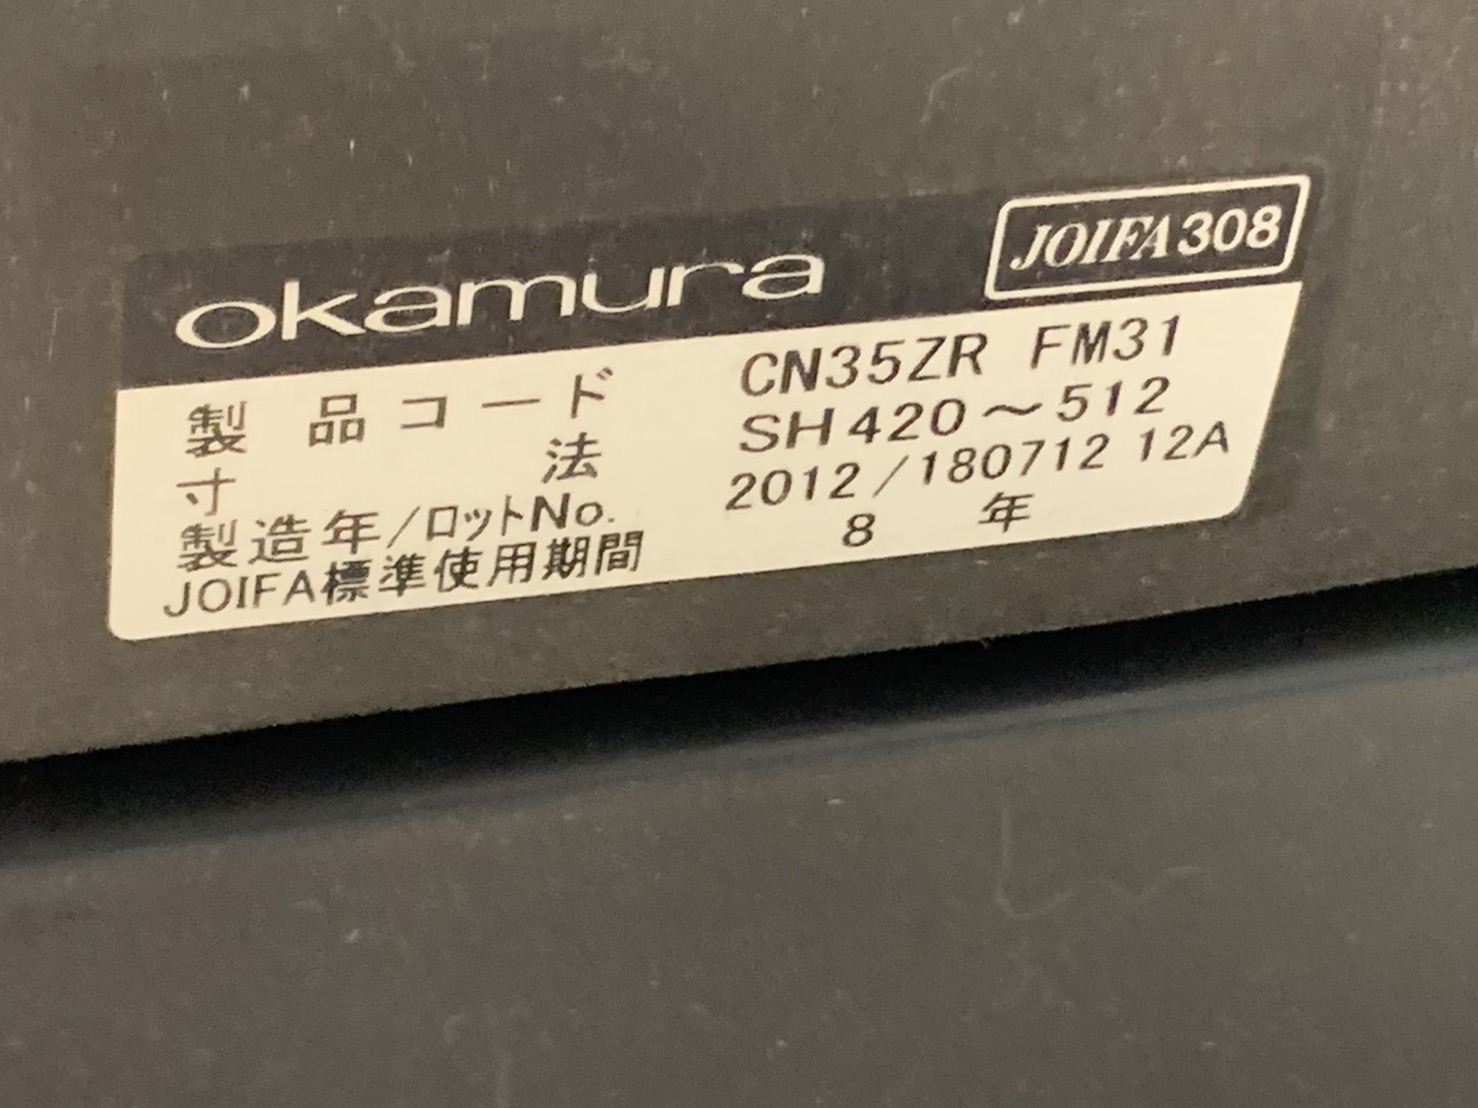 okamura JOIFA308
製品コード CN35ZR FM31
寸法 SH420～512
製造年/ロットNo. 2012/180712 12A
JOIFA標準使用期間 8 年